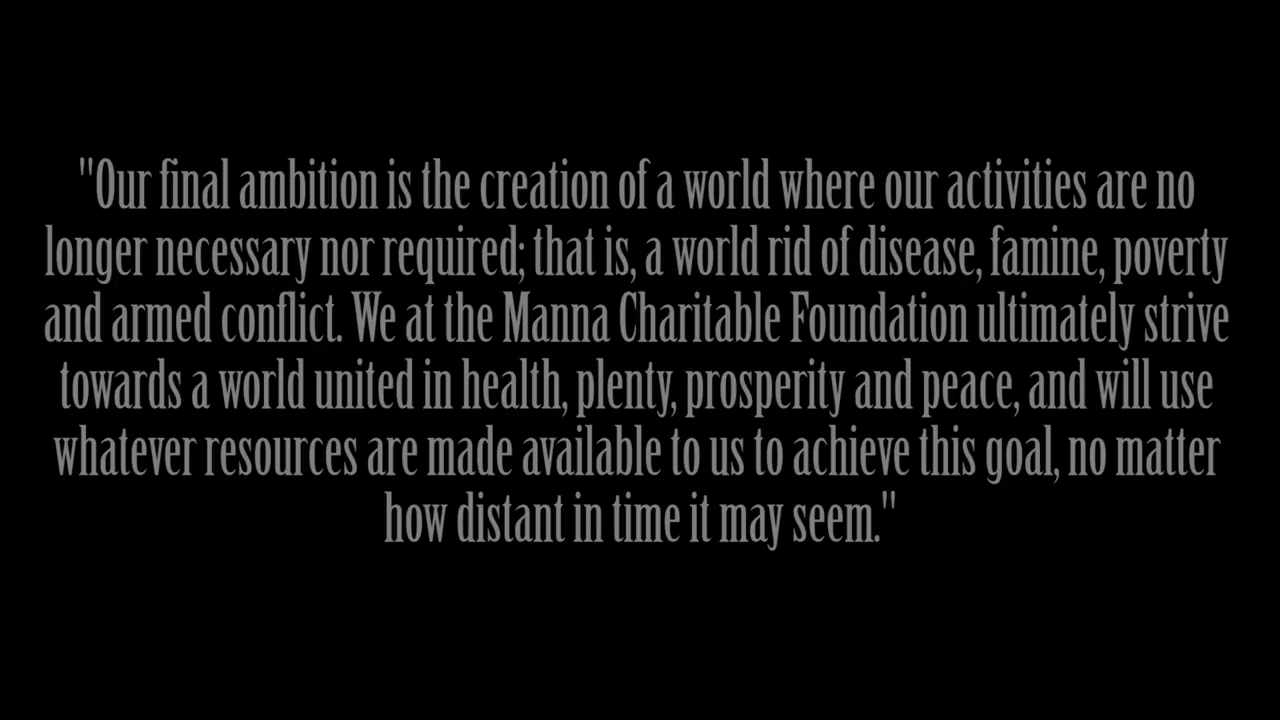 "Our final ambition is the creation of a world where our activities are no
longer necessary nor required; that is, a world rid of disease, famine, poverty
and armed conflict. We at the Manna Charitable Foundation ultimately strive
towards a world united in health, plenty, prosperity and peace, and will use
whatever resources are made available to us to achieve this goal, no matter
how distant in time it may seem."